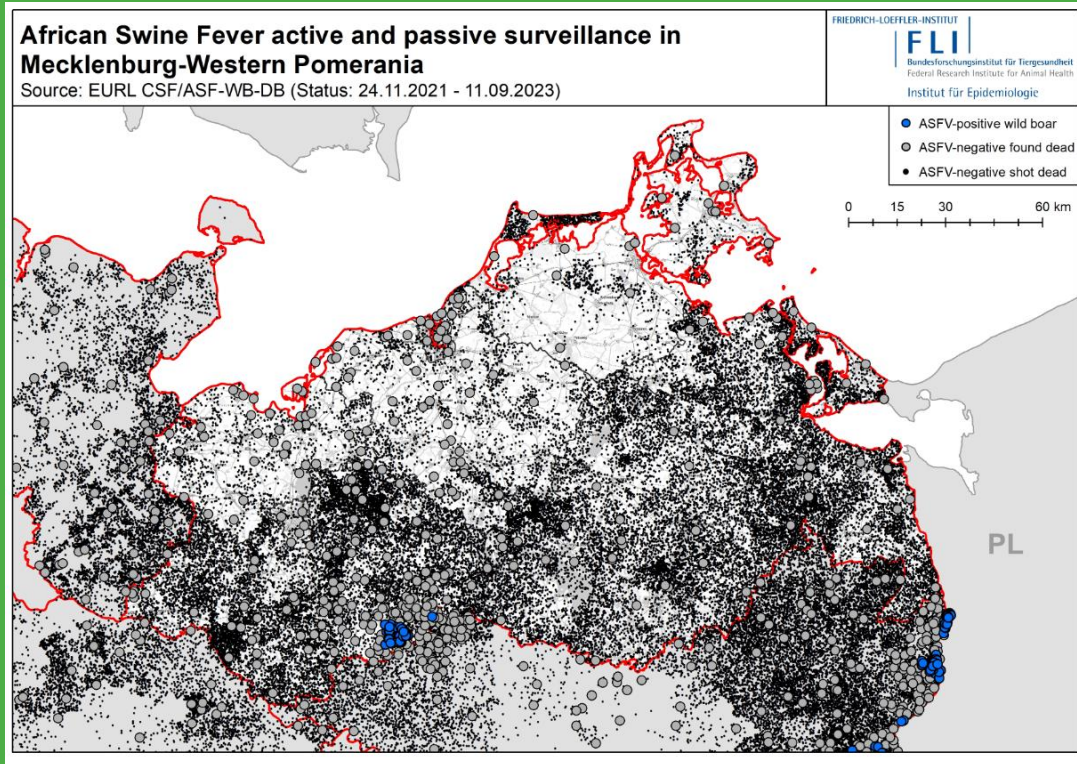 African Swine Fever active and passive surveillance in
Mecklenburg-Western Pomerania
Source: EURL CSF/ASF-WB-DB (Status: 24.11.2021 - 11.09.2023)
FRIEDRICH-LOEFFLER-INSTITUT
FLI
Bundesforschungsinstitut für Tiergesundheit
Federal Research Institute for Animal Health
Institut für Epidemiologie
ASFV-positive wild boar
ASFV-negative found dead
ASFV-negative shot dead
0 15 30 60 km
PL